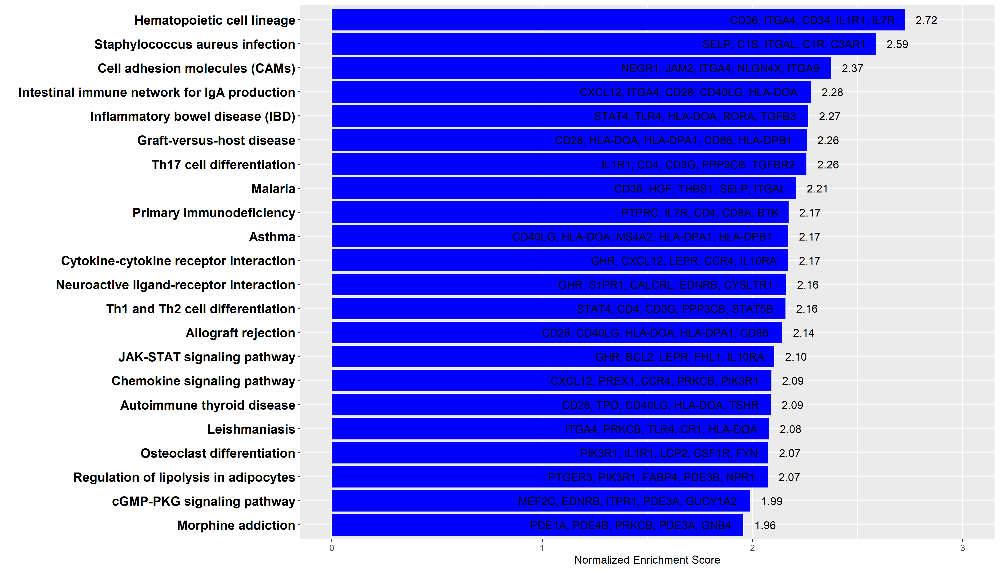 Hematopoietic cell lineage CD36, ITGA4, CD34, IL1R1, IL7R 2.72
Staphylococcus aureus infection SELP, C1S, ITGAL, C1R, C3AR1 2.59
Cell adhesion molecules (CAMs) NEGR1, JAM2, ITGA4, NLGN4X, ITGA9 2.37
Intestinal immune network for IgA production CXCL12, ITGA4, CD28, CD40LG, HLA-DOA 2.28
Inflammatory bowel disease (IBD) STAT4, TLR4, HLA-DOA, RORA, TGFB3 2.27
Graft-versus-host disease CD28, HLA-DOA, HLA-DPA1, CD86, HLA-DPB1 2.26
Th17 cell differentiation IL1R1, CD4, CD3G, PPP3CB, TGFBR2 2.26
Malaria CD36, HGF, THBS1, SELP, ITGAL 2.21
Primary immunodeficiency PTPRC, IL7R, CD4, CD8A, BTK 2.17
Asthma CD40LG, HLA-DOA, MS4A2, HLA-DPA1, HLA-DPB1 2.17
Cytokine-cytokine receptor interaction GHR, CXCL12, LEPR, CCR4, IL10RA 2.17
Neuroactive ligand-receptor interaction GHR, S1PR1, CALCRL, EDNRB, CYSLTR1 2.16
Th1 and Th2 cell differentiation STAT4, CD4, CD3G, PPP3CB, STAT5B 2.16
Allograft rejection CD28, CD40LG, HLA-DOA, HLA-DPA1, CD86 2.14
JAK-STAT signaling pathway GHR, BCL2, LEPR, FHL1, IL10RA 2.10
Chemokine signaling pathway CXCL12, PREX1, CCR4, PRKCB, PIK3R1 2.09
Autoimmune thyroid disease CD28, TPO, CD40LG, HLA-DOA, TSHR 2.09
Leishmaniasis ITGA4, PRKCB, TLR4, CR1, HLA-DOA 2.08
Osteoclast differentiation PIK3R1, IL1R1, LCP2, CSF1R, FYN 2.07
Regulation of lipolysis in adipocytes PTGER3, PIK3R1, FABP4, PDE3B, NPR1 2.07
cGMP-PKG signaling pathway MEF2C, EDNRB, ITPR1, PDE3A, GUCY1A2 1.99
Morphine addiction PDE1A, PDE4B, PRKCB, PDE3A, GNB4 1.96
0 1 2 3
Normalized Enrichment Score